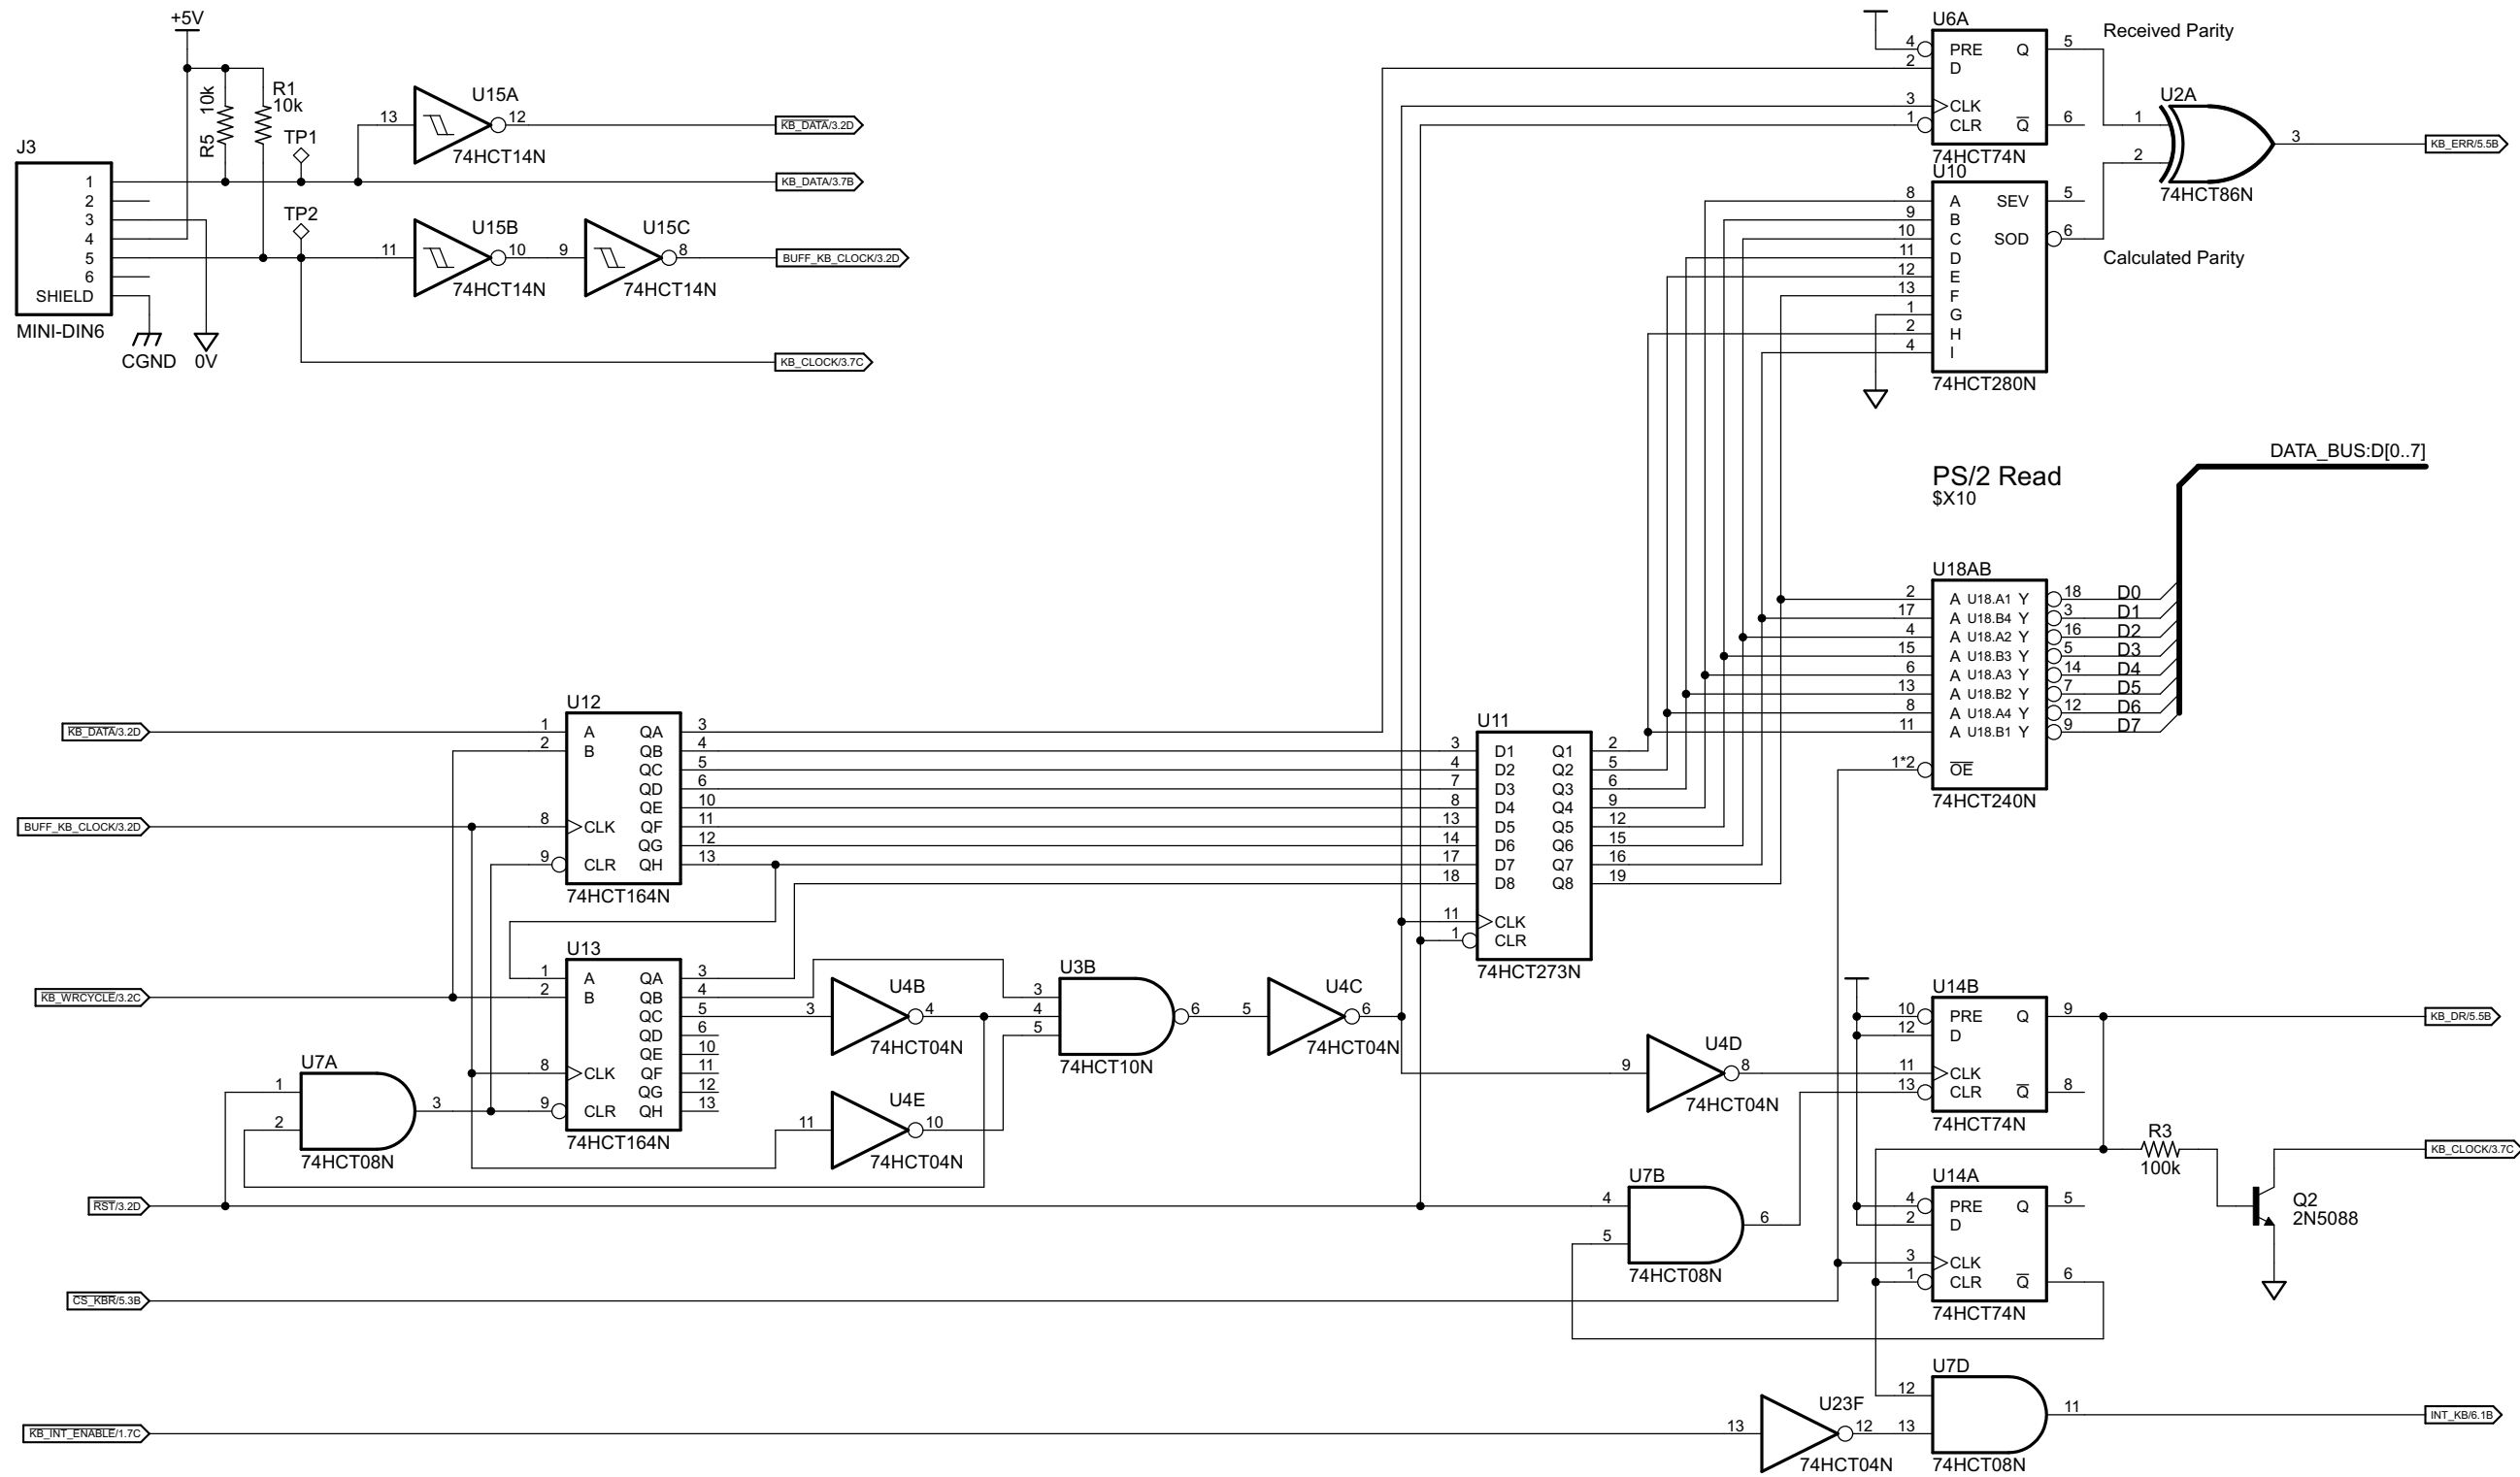 +5V
R5
10k
R1
10k
TP1
TP2
J3
1
2
3
4
5
6
SHIELD
MINI-DIN6
CGND
0V
13
U15A
12
74HCT14N
KB_DATA/3.2D
KB_DATA/3.7B
11
U15B
10
74HCT14N
9
U15C
8
74HCT14N
BUFF_KB_CLOCK/3.2D
KB_CLOCK/3.7C
U6A
4
PRE
Q
5
2
D
3
CLK
1
CLR
Q
6
74HCT74N
Received Parity
U2A
1
2
3
74HCT86N
KB_ERR/5.5B
U10
8
A
SEV
5
9
B
10
C
SOD
6
11
D
12
E
13
F
1
G
2
H
4
I
74HCT280N
Calculated Parity
DATA_BUS:D[0..7]
PS/2 Read
$X10
U18AB
2 A U18.A1 Y 18 D0
17 A U18.B4 Y 3 D1
4 A U18.A2 Y 16 D2
15 A U18.B3 Y 5 D3
6 A U18.A3 Y 14 D4
13 A U18.B2 Y 7 D5
8 A U18.A4 Y 12 D6
11 A U18.B1 Y 9 D7
1*2 OE
74HCT240N
KB_DATA/3.2D
BUFF_KB_CLOCK/3.2D
KB_WRCYCLE/3.2C
RST/3.2D
CS_KBR/5.3B
KB_INT_ENABLE/1.7C
U12
1 A QA 3
2 B QB 4
QC 5
QD 6
QE 10
8 CLK QF 11
QG 12
9 CLR QH 13
74HCT164N
U13
1 A QA 3
2 B QB 4
QC 5
QD 6
QE 10
8 CLK QF 11
QG 12
9 CLR QH 13
74HCT164N
U7A
1
2
3
74HCT08N
U4B
3
4
74HCT04N
U4E
11
10
74HCT04N
U3B
3
4
5
6
74HCT10N
U4C
5
6
74HCT04N
U11
3 D1 Q1 2
4 D2 Q2 5
7 D3 Q3 6
8 D4 Q4 9
13 D5 Q5 12
14 D6 Q6 15
17 D7 Q7 16
18 D8 Q8 19
11 CLK
1 CLR
74HCT273N
U4D
9
8
74HCT04N
U14B
10 PRE Q 9
12 D
11 CLK
13 CLR Q 8
74HCT74N
KB_DR/5.5B
R3
100k
KB_CLOCK/3.7C
Q2
2N5088
U7B
4
5
6
74HCT08N
U14A
4 PRE Q 5
2 D
3 CLK
1 CLR Q 6
74HCT74N
U23F
13
12
74HCT04N
U7D
12
13
11
74HCT08N
INT_KB/6.1B